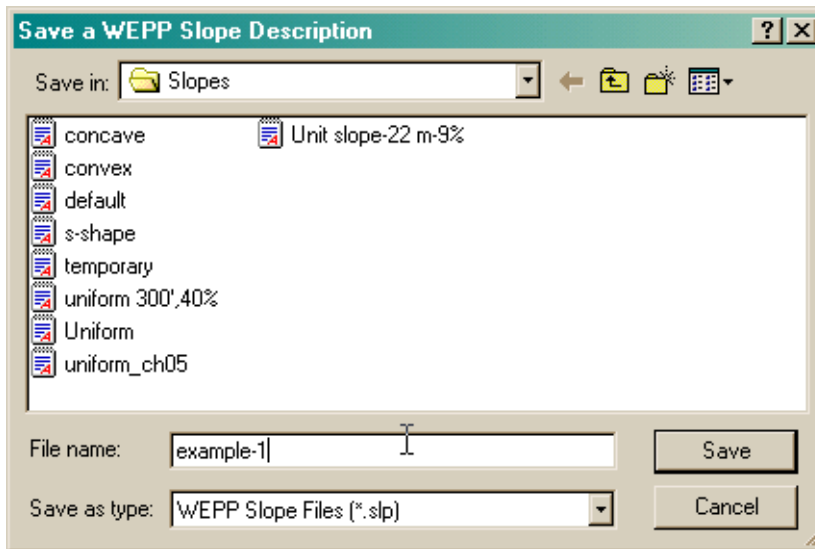 Save a WEPP Slope Description
Save in: Slopes
concave
convex
default
s-shape
temporary
uniform 300',40%
Uniform
uniform_ch05
Unit slope-22 m-9%
File name: example-1 Save
Save as type: WEPP Slope Files (*.slp) Cancel